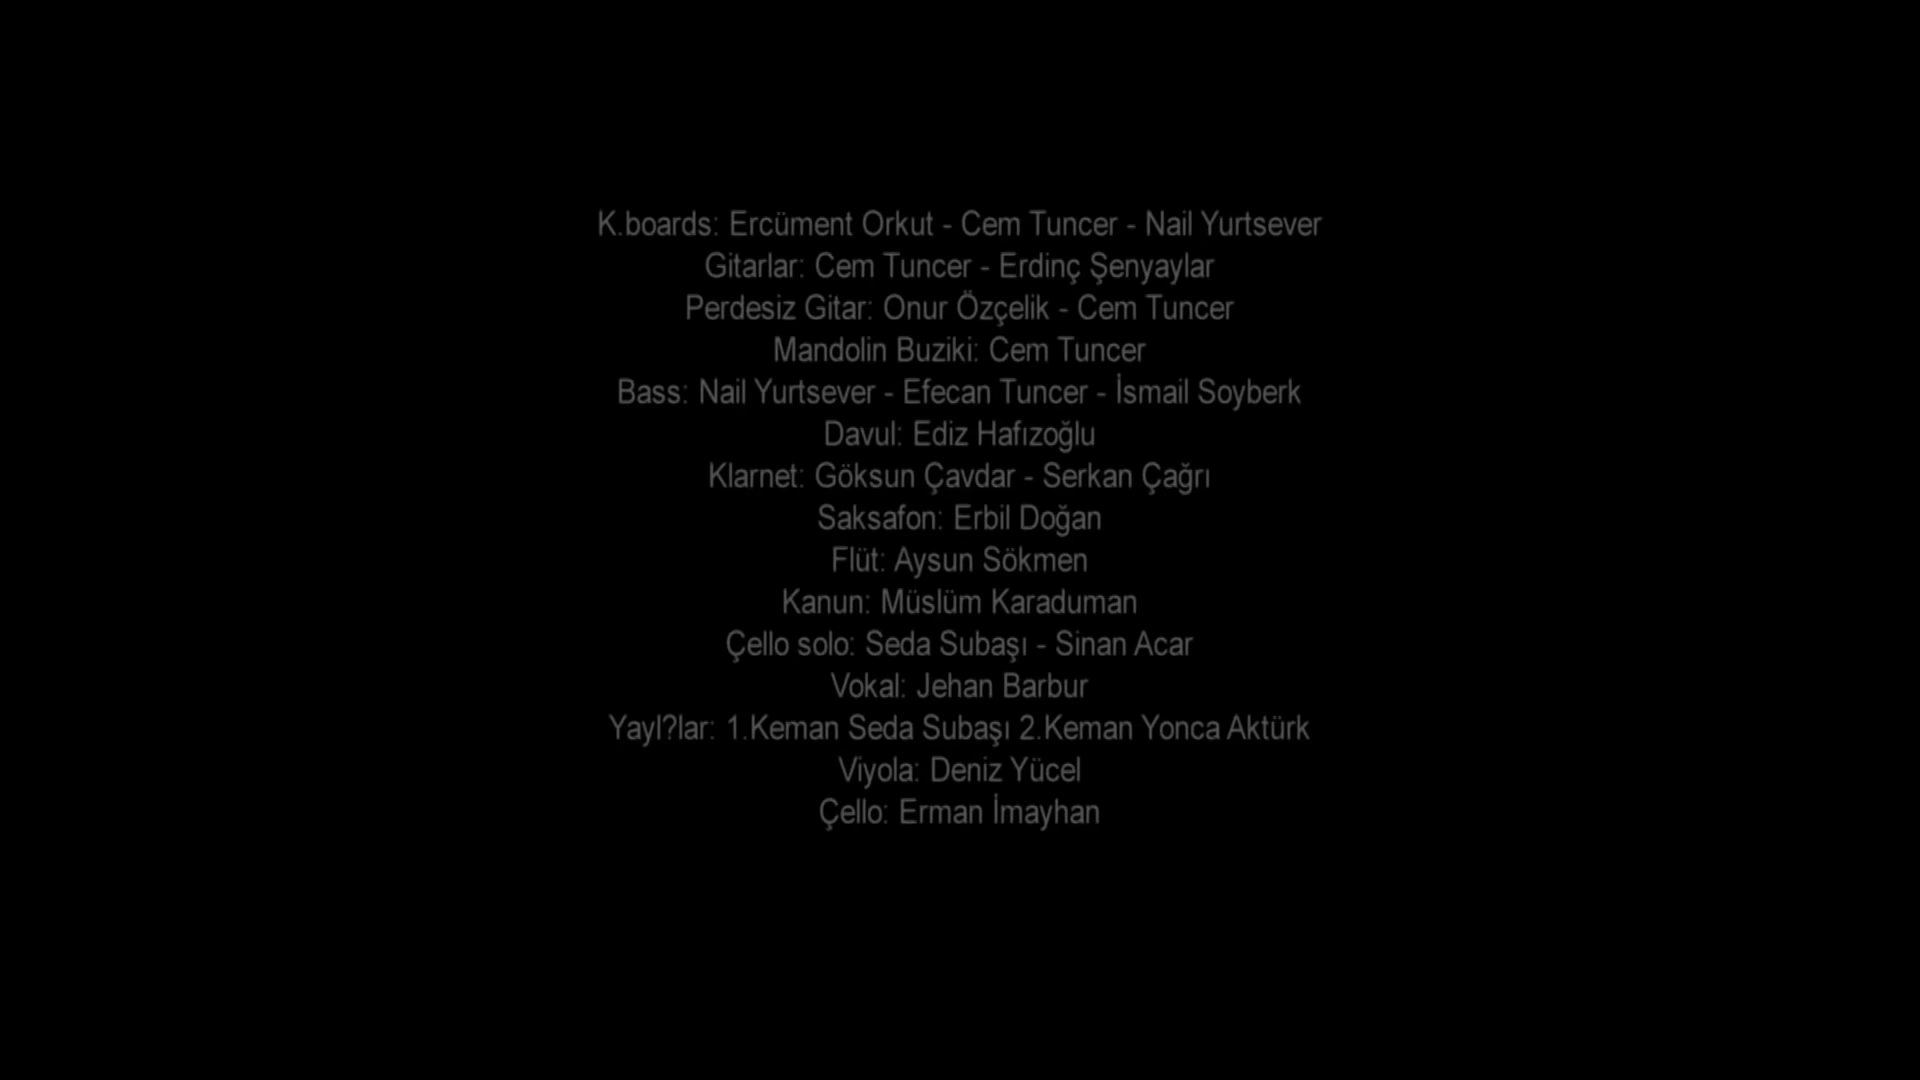 K.boards: Ercüment Orkut - Cem Tuncer - Nail Yurtsever
Gitarlar: Cem Tuncer - Erdinç Şenyaylar
Perdesiz Gitar: Onur Özçelik - Cem Tuncer
Mandolin Buziki: Cem Tuncer
Bass: Nail Yurtsever - Efecan Tuncer - İsmail Soyberk
Davul: Ediz Hafızoğlu
Klarnet: Göksun Çavdar - Serkan Çağrı
Saksafon: Erbil Doğan
Flüt: Aysun Sökmen
Kanun: Müslüm Karaduman
Çello solo: Seda Subaşı - Sinan Acar
Vokal: Jehan Barbur
Yayl?lar: 1.Keman Seda Subaşı 2.Keman Yonca Aktürk
Viyola: Deniz Yücel
Çello: Erman İmayhan